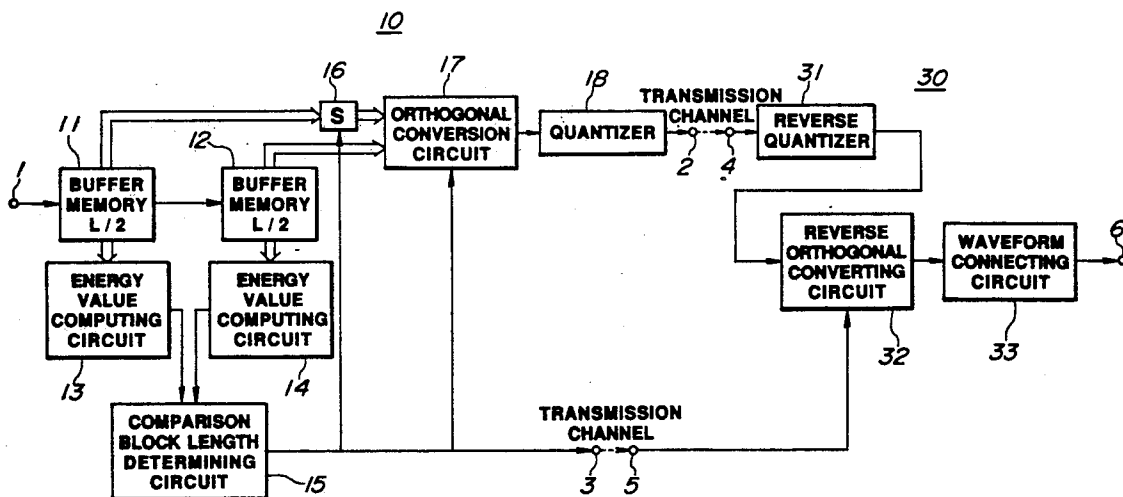 10
16
17
18
31
30
TRANSMISSION
CHANNEL
S
ORTHOGONAL
CONVERSION
CIRCUIT
QUANTIZER
REVERSE
QUANTIZER
2
4
11
12
1
BUFFER
MEMORY
L/2
BUFFER
MEMORY
L/2
6
REVERSE
ORTHOGONAL
CONVERTING
CIRCUIT
WAVEFORM
CONNECTING
CIRCUIT
ENERGY
VALUE
COMPUTING
CIRCUIT
ENERGY
VALUE
COMPUTING
CIRCUIT
32
33
13
14
COMPARISON
BLOCK LENGTH
DETERMINING
CIRCUIT
15
TRANSMISSION
CHANNEL
3
5